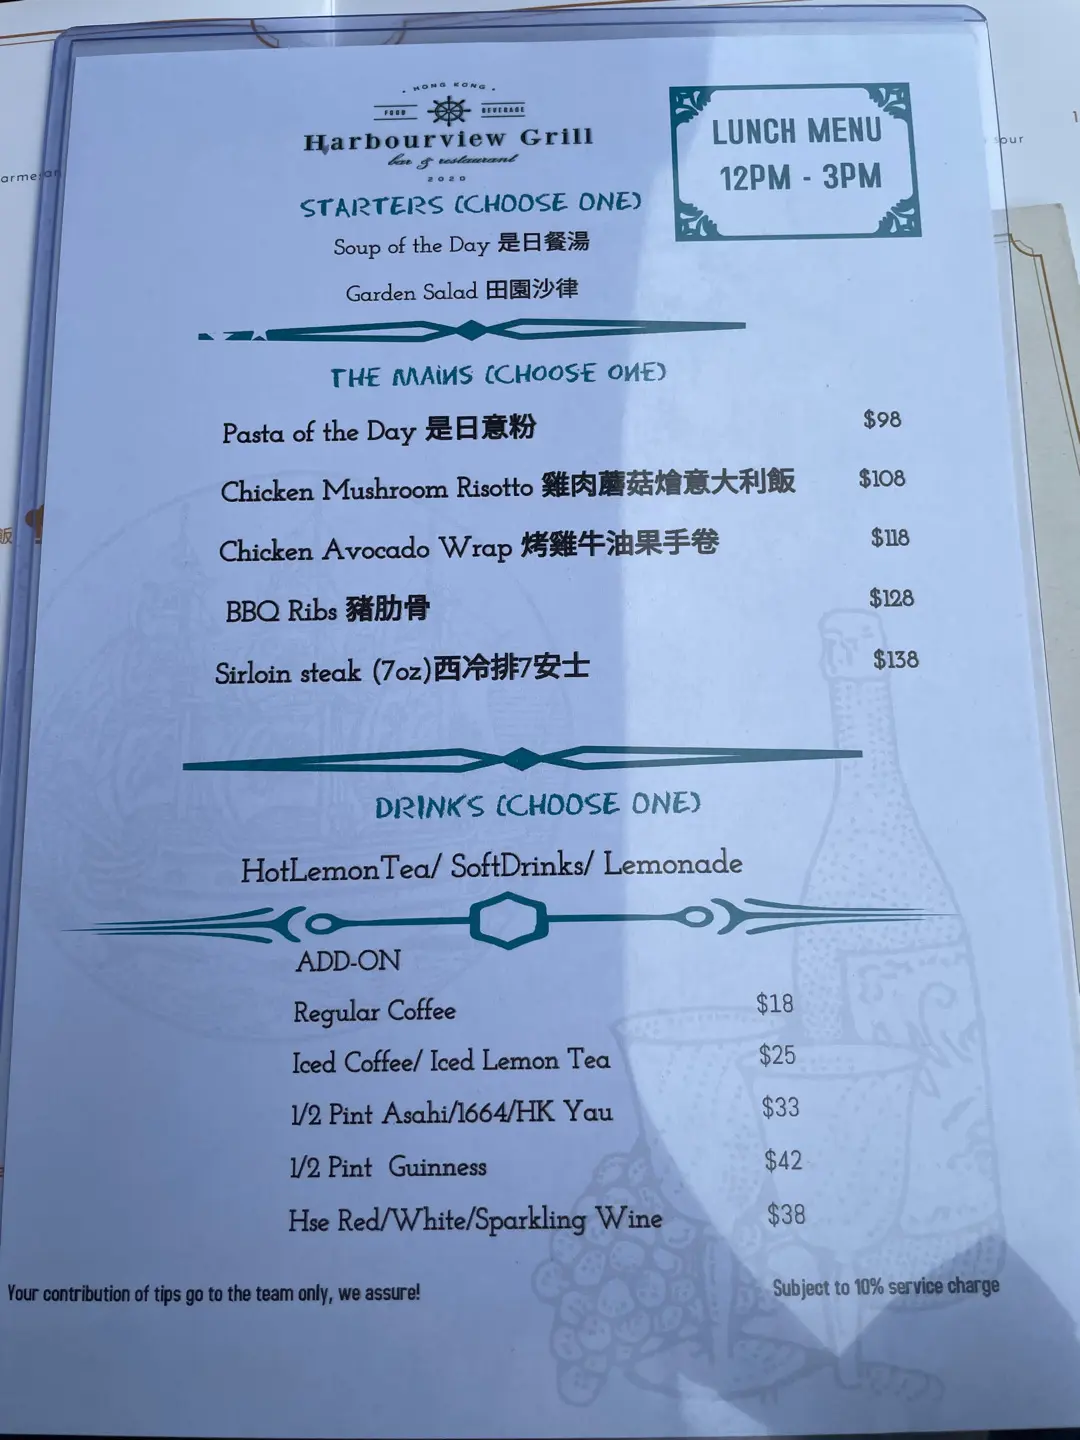 HONG KONG
FOOD BEVERAGE
Harbourview Grill
bar & restaurant
2020
LUNCH MENU
12PM - 3PM
STARTERS (CHOOSE ONE)
Soup of the Day 是日餐湯
Garden Salad 田園沙律
THE MAINS (CHOOSE ONE)
Pasta of the Day 是日意粉 $98
Chicken Mushroom Risotto 雞肉蘑菇燴意大利飯 $108
Chicken Avocado Wrap 烤雞牛油果手卷 $118
BBQ Ribs 豬肋骨 $128
Sirloin steak (7oz)西冷排7安士 $138
DRINKS (CHOOSE ONE)
HotLemonTea/ SoftDrinks/ Lemonade
ADD-ON
Regular Coffee $18
Iced Coffee/ Iced Lemon Tea $25
1/2 Pint Asahi/1664/HK Yau $33
1/2 Pint Guinness $42
Hse Red/White/Sparkling Wine $38
Your contribution of tips go to the team only, we assure! Subject to 10% service charge